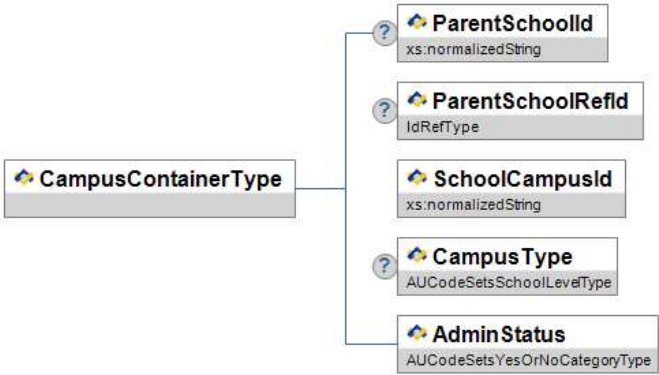 ? ParentSchoolId
xs:normalizedString
? ParentSchoolRefId
IdRefType
CampusContainerType
SchoolCampusId
xs:normalizedString
? CampusType
AUCodeSetsSchoolLevelType
AdminStatus
AUCodeSetsYesOrNoCategoryType